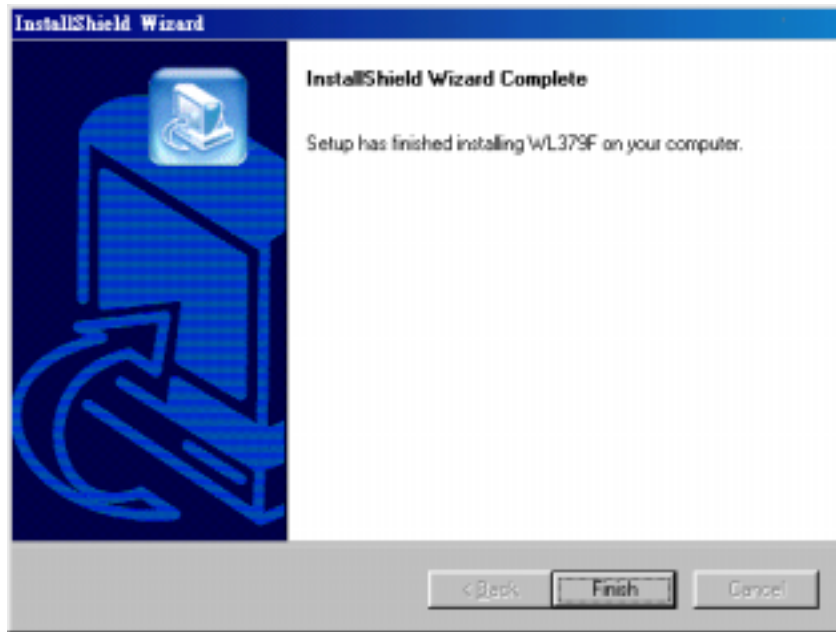 InstallShield Wizard
InstallShield Wizard Complete
Setup has finished installing WL379F on your computer.
< Back
Finish
Cancel